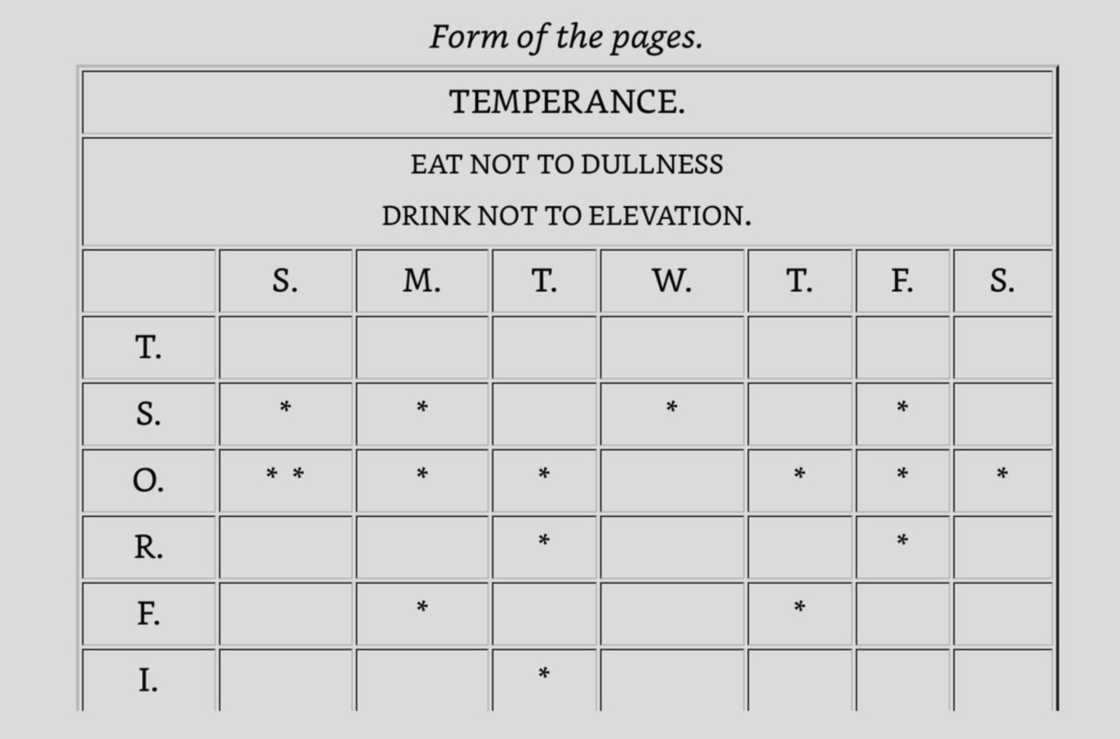 Form of the pages.
TEMPERANCE.
EAT NOT TO DULLNESS
DRINK NOT TO ELEVATION.
S. M. T. W. T. F. S.
T.
S. * * * *
O. * * * * * * *
R. * *
F. * *
I. *